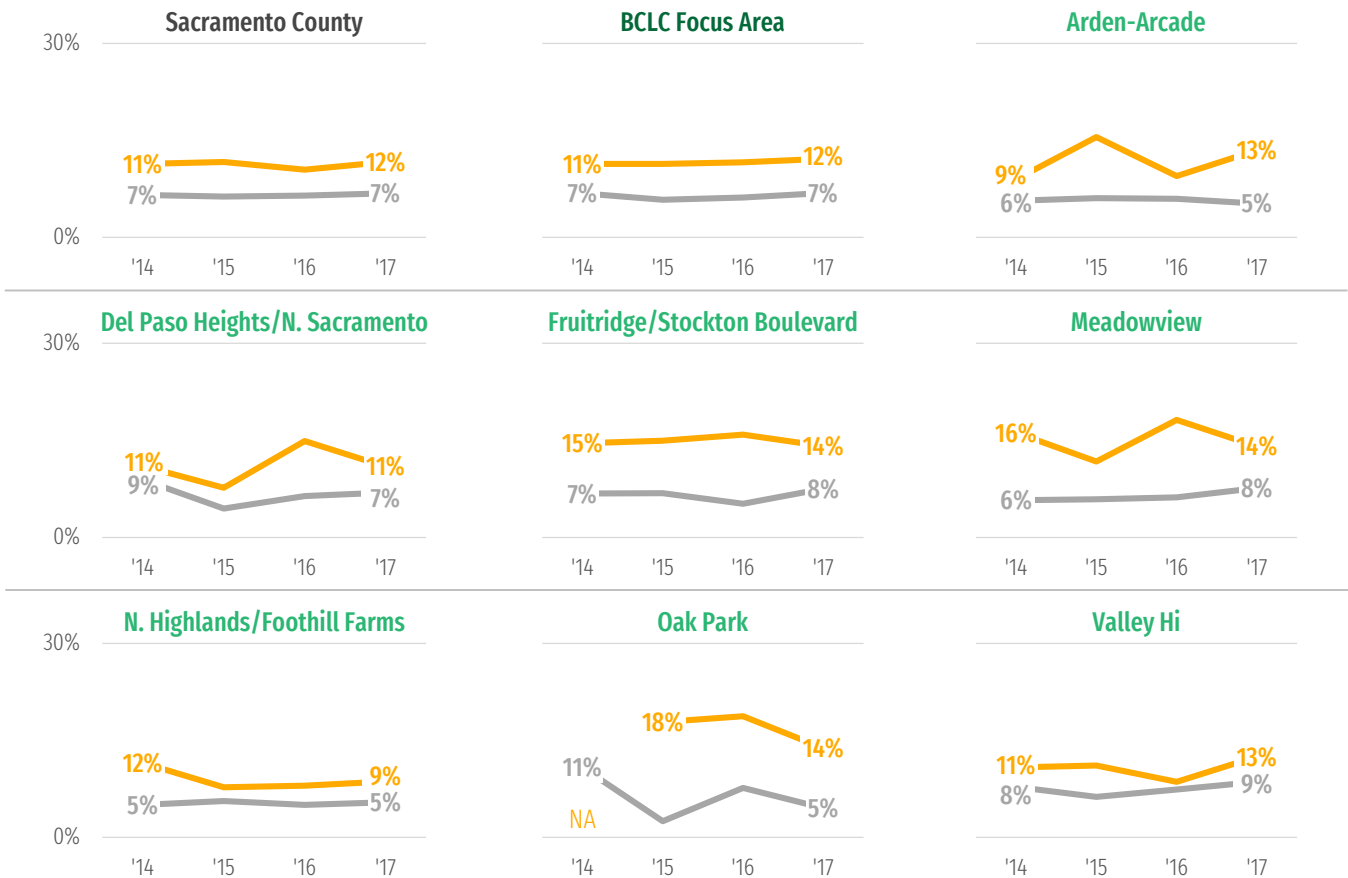 Sacramento County
BCLC Focus Area
Arden-Arcade
30%
11%
12%
7%
7%
0%
'14 '15 '16 '17
11%
12%
7%
7%
'14 '15 '16 '17
9%
13%
6%
5%
'14 '15 '16 '17
Del Paso Heights/N. Sacramento
Fruitridge/Stockton Boulevard
Meadowview
30%
11%
11%
9%
7%
0%
'14 '15 '16 '17
15%
14%
7%
8%
'14 '15 '16 '17
16%
14%
6%
8%
'14 '15 '16 '17
N. Highlands/Foothill Farms
Oak Park
Valley Hi
30%
12%
9%
5%
5%
0%
'14 '15 '16 '17
18%
14%
11%
5%
NA
'14 '15 '16 '17
11%
13%
8%
9%
'14 '15 '16 '17